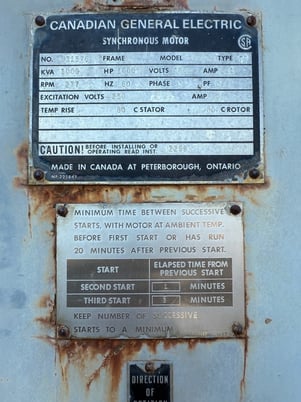 CANADIAN GENERAL ELECTRIC
SYNCHRONOUS MOTOR
NO. FRAME MODEL TYPE
KVA 1000 HP VOLTS AMP
RPM 277 HZ PHASE PF
EXCITATION VOLTS AMP
TEMP RISE C STATOR C ROTOR
CAUTION! BEFORE INSTALLING OR
OPERATING READ INST.
MADE IN CANADA AT PETERBOROUGH, ONTARIO
MINIMUM TIME BETWEEN SUCCESSIVE
STARTS, WITH MOTOR AT AMBIENT TEMP.
BEFORE FIRST START OR HAS RUN
20 MINUTES AFTER PREVIOUS START.
START ELAPSED TIME FROM
PREVIOUS START
SECOND START MINUTES
THIRD START MINUTES
KEEP NUMBER OF SUCCESSIVE
STARTS TO A MINIMUM
DIRECTION
OF